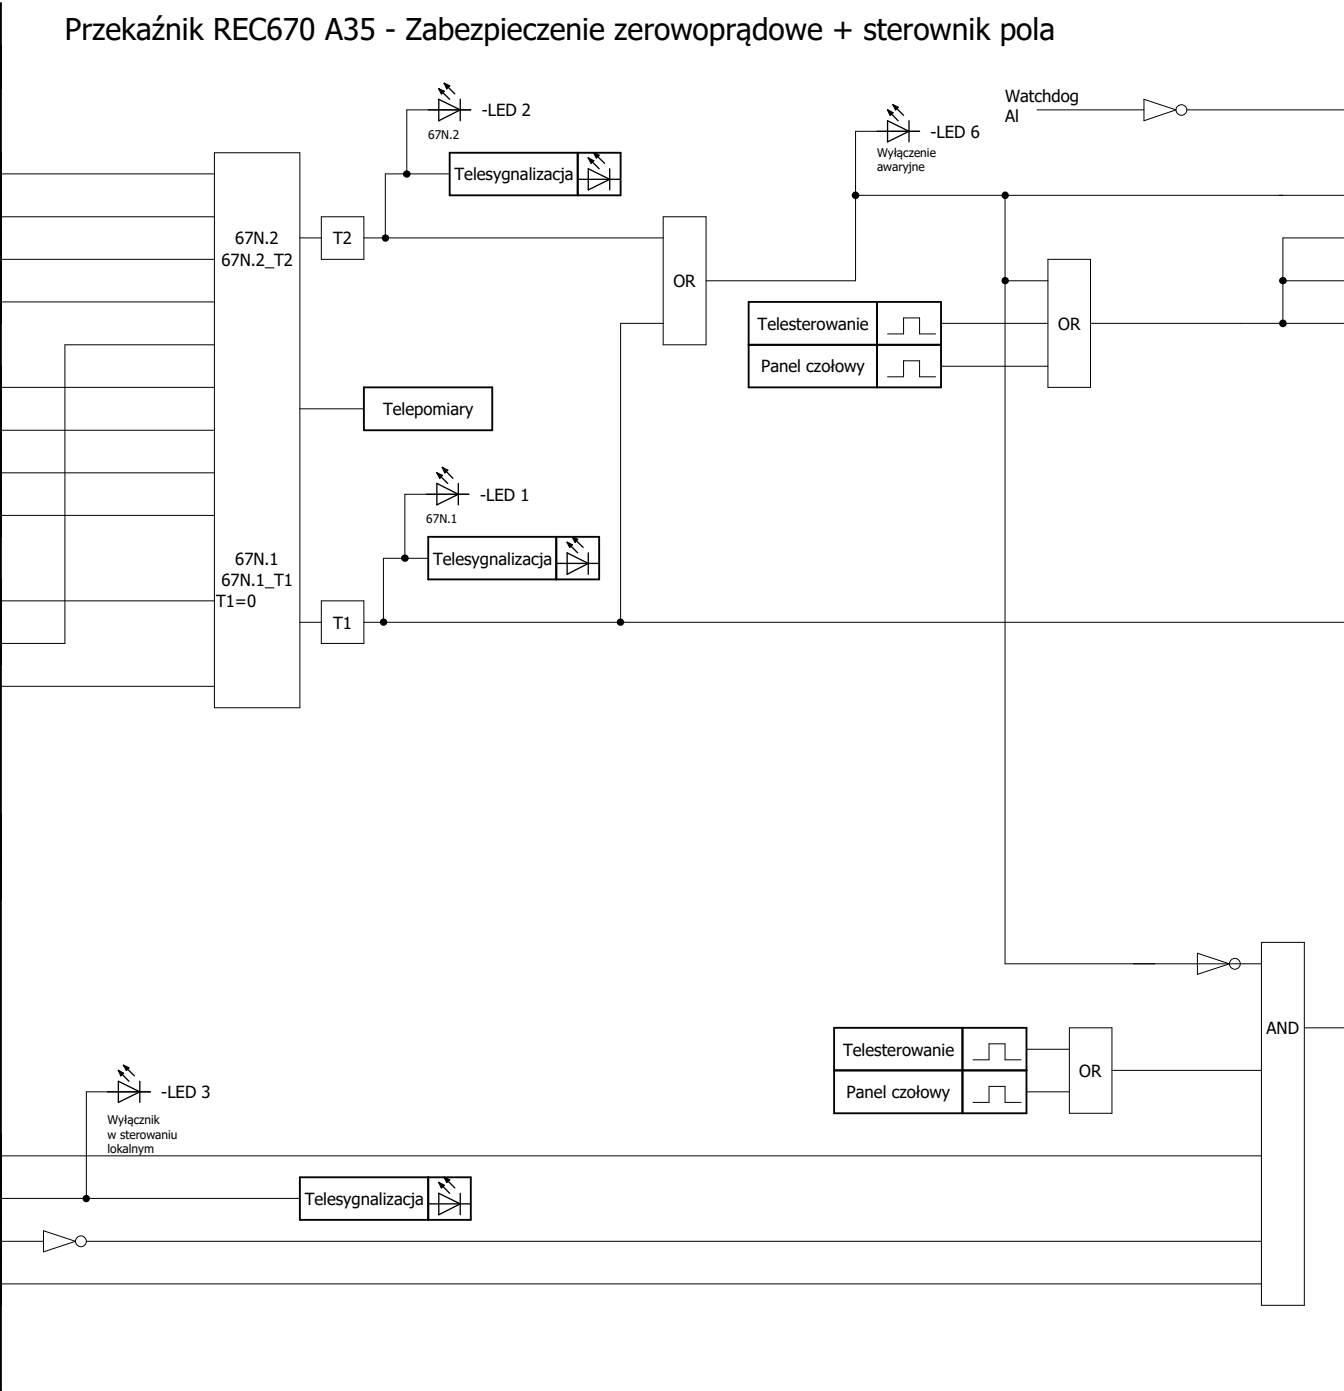 Przekaźnik REC670 A35 - Zabezpieczenie zerowoprądowe + sterownik pola
-LED 2
67N.2
Telesygnalizacja
Watchdog
AI
-LED 6
Wyłączenie
awaryjne
67N.2
67N.2_T2
T2
OR
Telesterowanie
Panel czołowy
OR
Telepomiary
-LED 1
67N.1
Telesygnalizacja
67N.1
67N.1_T1
T1=0
T1
AND
Telesterowanie
Panel czołowy
OR
-LED 3
Wyłącznik
w sterowaniu
lokalnym
Telesygnalizacja